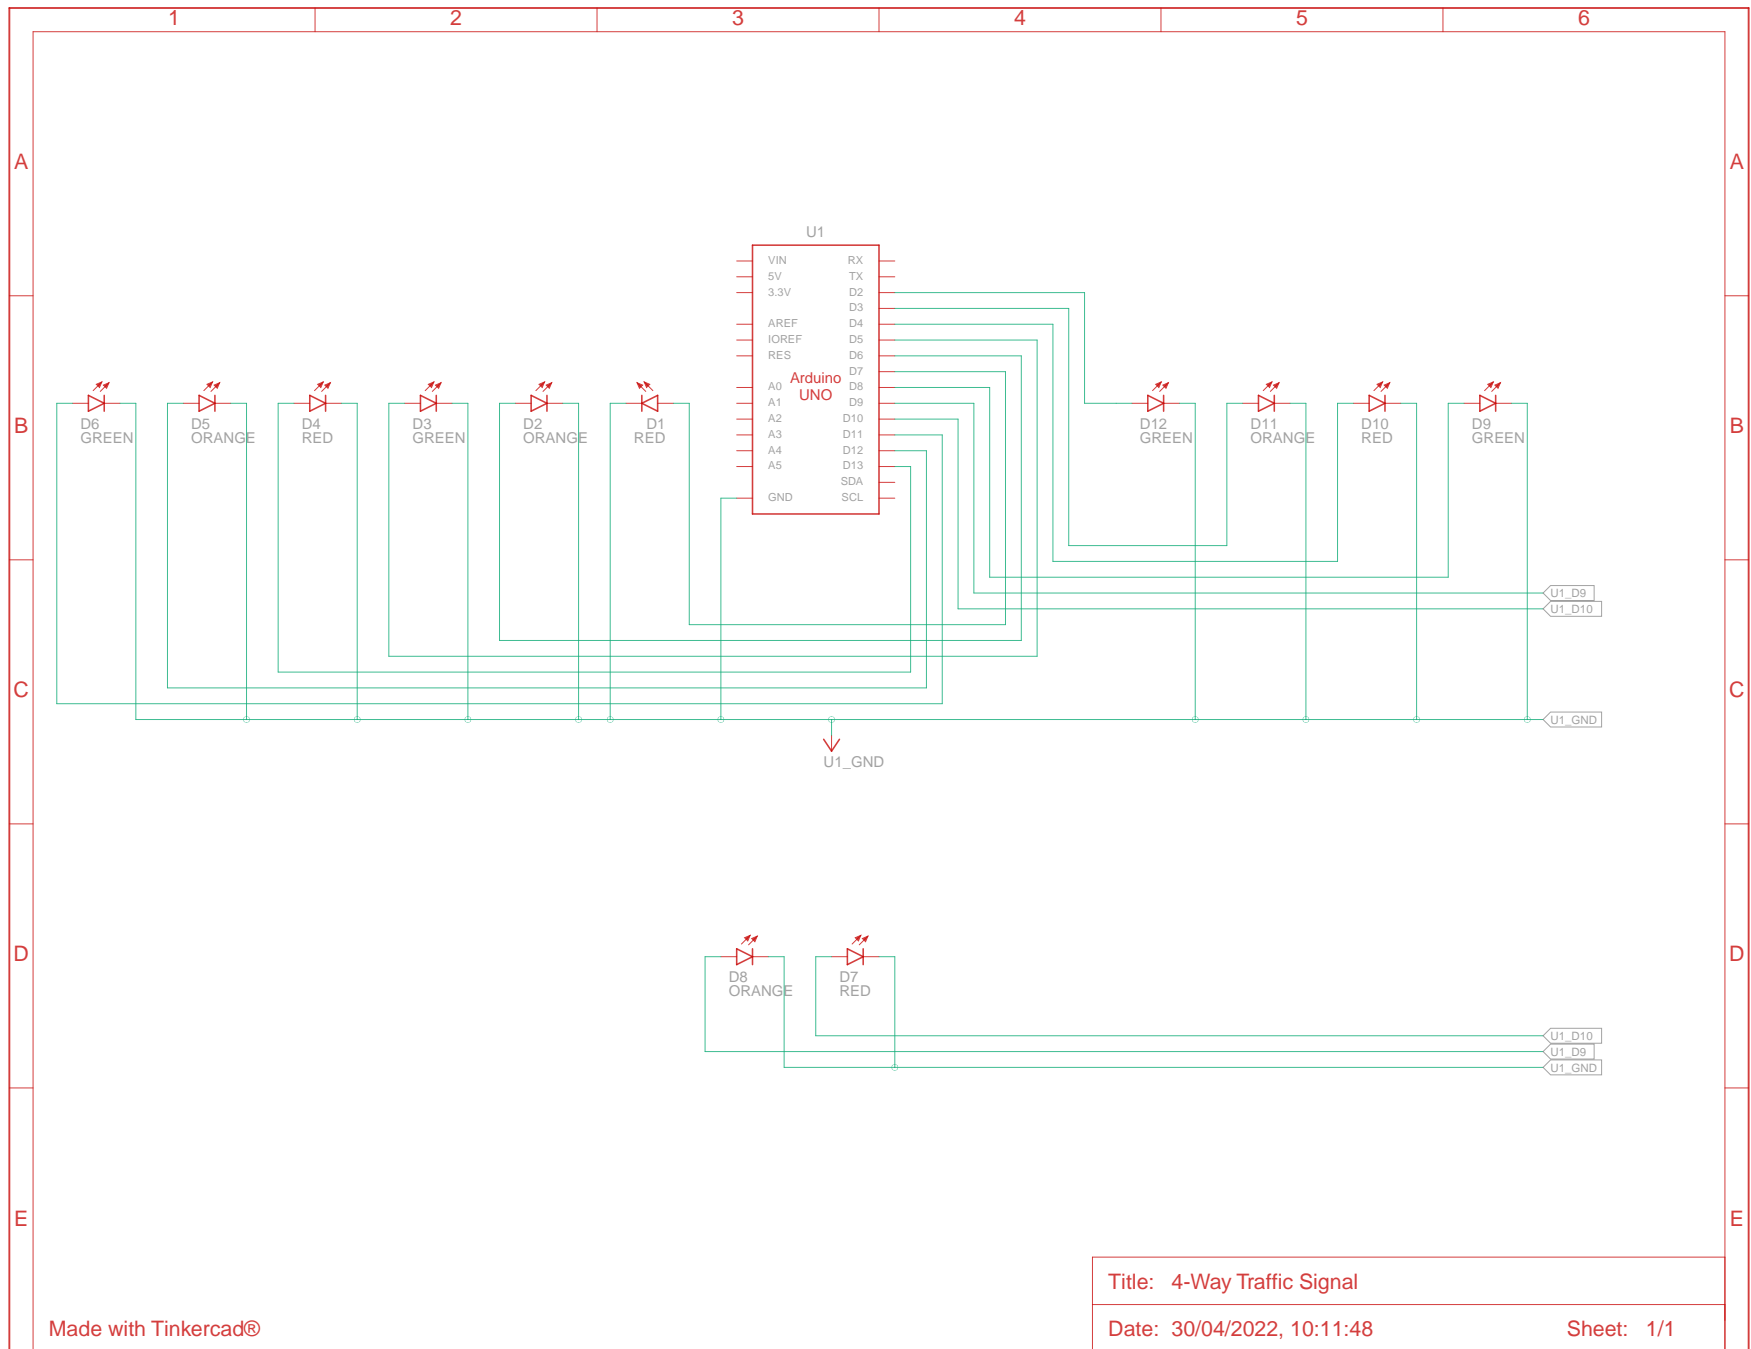 1 2 3 4 5 6
A A
U1
VIN RX
5V TX
3.3V D2
D3
AREF D4
IOREF D5
RES D6
D7
Arduino
A0 D8
UNO
A1 D9
A2 D10
A3 D11
A4 D12
A5 D13
SDA
GND SCL
B B
D6
GREEN
D5
ORANGE
D4
RED
D3
GREEN
D2
ORANGE
D1
RED
D12
GREEN
D11
ORANGE
D10
RED
D9
GREEN
U1_D9
U1_D10
C C
U1_GND
U1_GND
D D
D8
ORANGE
D7
RED
U1_D10
U1_D9
U1_GND
E E
Title: 4-Way Traffic Signal
Made with Tinkercad®
Date: 30/04/2022, 10:11:48 Sheet: 1/1